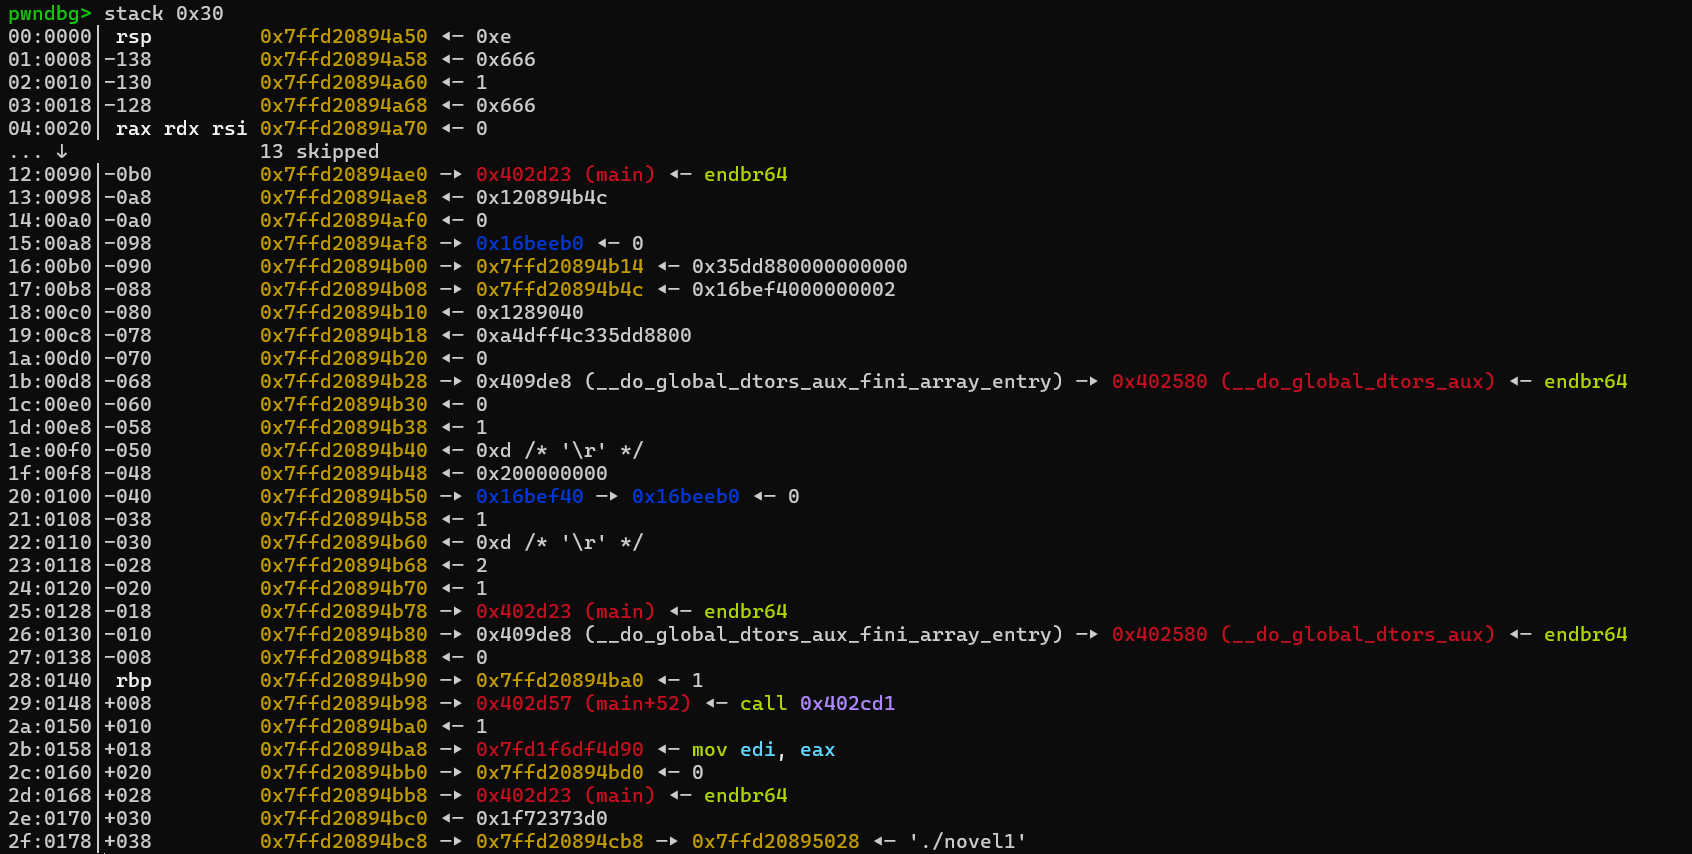 pwndbg> stack 0x30
00:0000│ rsp 0x7ffd20894a50 ◂— 0xe
01:0008│-138 0x7ffd20894a58 ◂— 0x666
02:0010│-130 0x7ffd20894a60 ◂— 1
03:0018│-128 0x7ffd20894a68 ◂— 0x666
04:0020│ rax rdx rsi 0x7ffd20894a70 ◂— 0
... ↓ 13 skipped
12:0090│-0b0 0x7ffd20894ae0 —▸ 0x402d23 (main) ◂— endbr64
13:0098│-0a8 0x7ffd20894ae8 ◂— 0x120894b4c
14:00a0│-0a0 0x7ffd20894af0 ◂— 0
15:00a8│-098 0x7ffd20894af8 —▸ 0x16beeb0 ◂— 0
16:00b0│-090 0x7ffd20894b00 —▸ 0x7ffd20894b14 ◂— 0x35dd880000000000
17:00b8│-088 0x7ffd20894b08 —▸ 0x7ffd20894b4c ◂— 0x16bef4000000002
18:00c0│-080 0x7ffd20894b10 ◂— 0x1289040
19:00c8│-078 0x7ffd20894b18 ◂— 0xa4dff4c335dd8800
1a:00d0│-070 0x7ffd20894b20 ◂— 0
1b:00d8│-068 0x7ffd20894b28 —▸ 0x409de8 (__do_global_dtors_aux_fini_array_entry) —▸ 0x402580 (__do_global_dtors_aux) ◂— endbr64
1c:00e0│-060 0x7ffd20894b30 ◂— 0
1d:00e8│-058 0x7ffd20894b38 ◂— 1
1e:00f0│-050 0x7ffd20894b40 ◂— 0xd /* '\r' */
1f:00f8│-048 0x7ffd20894b48 ◂— 0x200000000
20:0100│-040 0x7ffd20894b50 —▸ 0x16bef40 —▸ 0x16beeb0 ◂— 0
21:0108│-038 0x7ffd20894b58 ◂— 1
22:0110│-030 0x7ffd20894b60 ◂— 0xd /* '\r' */
23:0118│-028 0x7ffd20894b68 ◂— 2
24:0120│-020 0x7ffd20894b70 ◂— 1
25:0128│-018 0x7ffd20894b78 —▸ 0x402d23 (main) ◂— endbr64
26:0130│-010 0x7ffd20894b80 —▸ 0x409de8 (__do_global_dtors_aux_fini_array_entry) —▸ 0x402580 (__do_global_dtors_aux) ◂— endbr64
27:0138│-008 0x7ffd20894b88 ◂— 0
28:0140│ rbp 0x7ffd20894b90 —▸ 0x7ffd20894ba0 ◂— 1
29:0148│+008 0x7ffd20894b98 —▸ 0x402d57 (main+52) ◂— call 0x402cd1
2a:0150│+010 0x7ffd20894ba0 ◂— 1
2b:0158│+018 0x7ffd20894ba8 —▸ 0x7fd1f6df4d90 ◂— mov edi, eax
2c:0160│+020 0x7ffd20894bb0 —▸ 0x7ffd20894bd0 ◂— 0
2d:0168│+028 0x7ffd20894bb8 —▸ 0x402d23 (main) ◂— endbr64
2e:0170│+030 0x7ffd20894bc0 ◂— 0x1f72373d0
2f:0178│+038 0x7ffd20894bc8 —▸ 0x7ffd20894cb8 —▸ 0x7ffd20895028 ◂— './novel1'